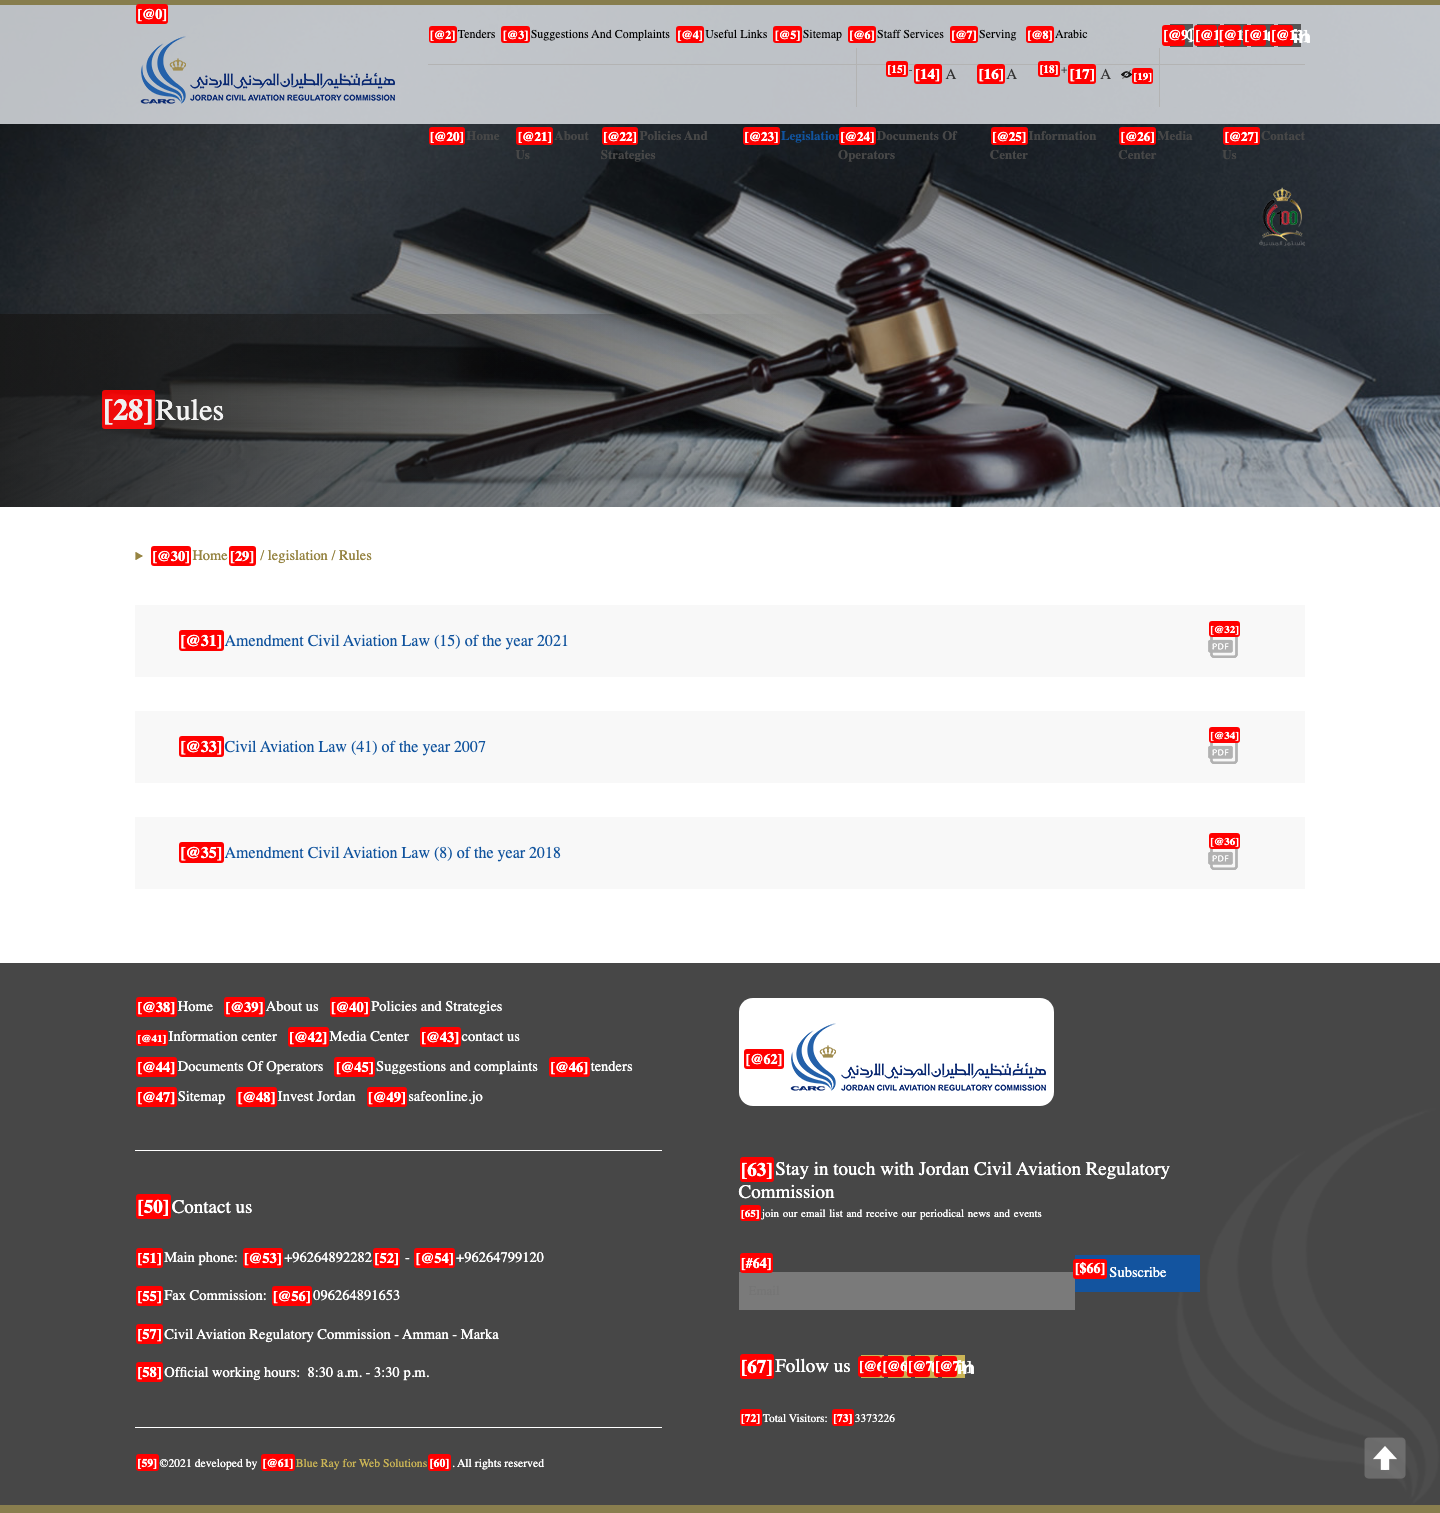 [@0]
[@2]Tenders [@3]Suggestions And Complaints [@4]Useful Links [@5]Sitemap [@6]Staff Services [@7]Serving [@8]Arabic
هيئة تنظيم الطيران المدني الأردني
CARC JORDAN CIVIL AVIATION REGULATORY COMMISSION
[15]- [14] A [16]A [18]+ [17] A [19]
[@20]Home [@21]About Us [@22]Policies And Strategies [@23]Legislation [@24]Documents Of Operators [@25]Information Center [@26]Media Center [@27]Contact Us
100
[28]Rules
[@30]Home[29] / legislation / Rules
[@31]Amendment Civil Aviation Law (15) of the year 2021 [@32]
PDF
[@33]Civil Aviation Law (41) of the year 2007 [@34]
PDF
[@35]Amendment Civil Aviation Law (8) of the year 2018 [@36]
PDF
[@38]Home [@39]About us [@40]Policies and Strategies
[@41]Information center [@42]Media Center [@43]contact us
[@44]Documents Of Operators [@45]Suggestions and complaints [@46]tenders
[@47]Sitemap [@48]Invest Jordan [@49]safeonline.jo
[50]Contact us
[51]Main phone: [@53]+96264892282[52] - [@54]+96264799120
[55]Fax Commission: [@56]096264891653
[57]Civil Aviation Regulatory Commission - Amman - Marka
[58]Official working hours: 8:30 a.m. - 3:30 p.m.
[59]©2021 developed by [@61]Blue Ray for Web Solutions[60]. All rights reserved
[@62]
هيئة تنظيم الطيران المدني الأردني
CARC JORDAN CIVIL AVIATION REGULATORY COMMISSION
[63]Stay in touch with Jordan Civil Aviation Regulatory
Commission
[65]join our email list and receive our periodical news and events
[#64]
Email
[$66] Subscribe
[67]Follow us
[72]Total Visitors: [73]3373226